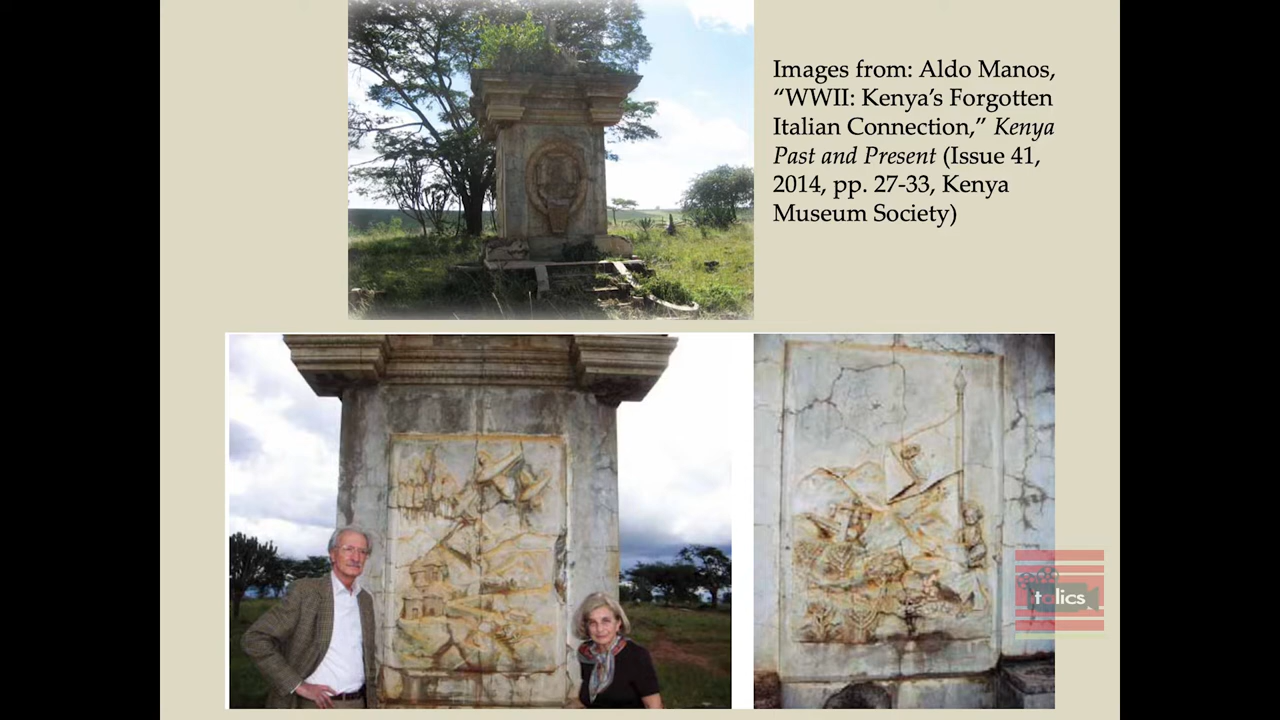 Images from: Aldo Manos,
“WWII: Kenya’s Forgotten
Italian Connection,” Kenya
Past and Present (Issue 41,
2014, pp. 27-33, Kenya
Museum Society)
italics